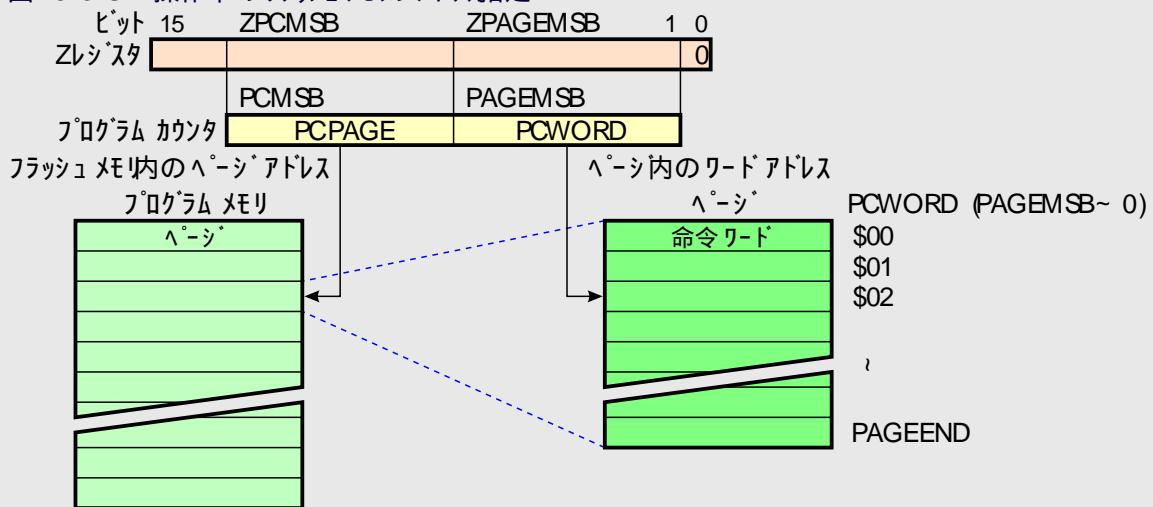 ﾋﾞｯﾄ 15 ZPCMSB ZPAGEMSB 1 0
Zﾚｼﾞｽﾀ 0
PCMSB PAGEMSB
ﾌﾟﾛｸﾞﾗﾑ ｶｳﾝﾀ PCPAGE PCWORD
ﾌﾗｯｼｭ ﾒﾓﾘ内のﾍﾟｰｼﾞ ｱﾄﾞﾚｽ ﾍﾟｰｼﾞ内のﾜｰﾄﾞ ｱﾄﾞﾚｽ
ﾌﾟﾛｸﾞﾗﾑ ﾒﾓﾘ ﾍﾟｰｼﾞ PCWORD (PAGEMSB~0)
ﾍﾟｰｼﾞ 命令ﾜｰﾄﾞ $00
$01
$02
~
PAGEEND